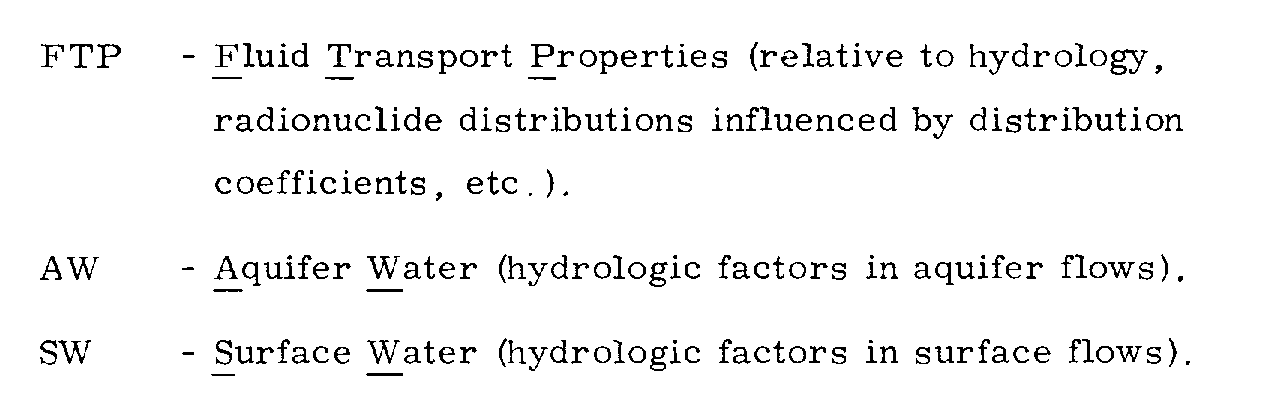 FTP - Fluid Transport Properties (relative to hydrology,
radionuclide distributions influenced by distribution
coefficients, etc.).
AW - Aquifer Water (hydrologic factors in aquifer flows).
SW - Surface Water (hydrologic factors in surface flows).